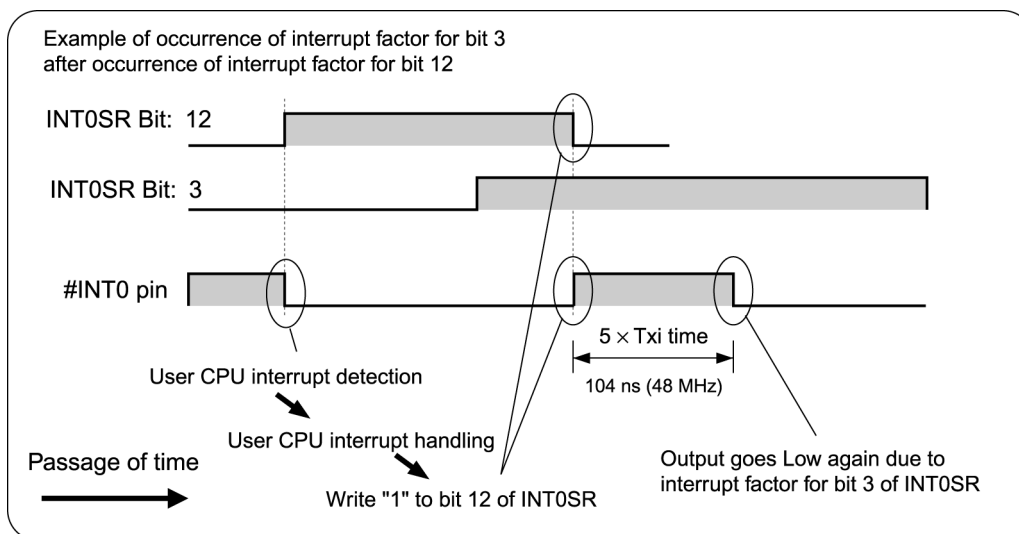 Example of occurrence of interrupt factor for bit 3
after occurrence of interrupt factor for bit 12
INT0SR Bit: 12
INT0SR Bit: 3
#INT0 pin
5 × Txi time
104 ns (48 MHz)
User CPU interrupt detection
User CPU interrupt handling
Write "1" to bit 12 of INT0SR
Passage of time
Output goes Low again due to
interrupt factor for bit 3 of INT0SR